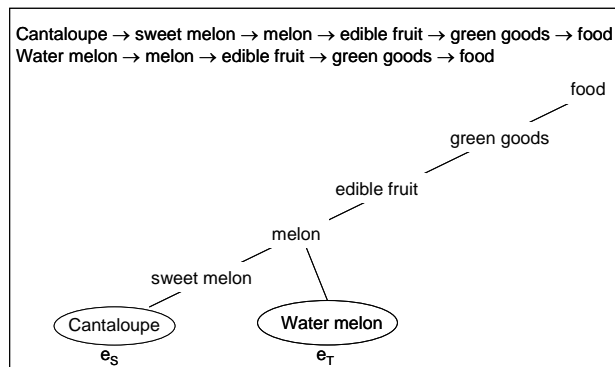 Cantaloupe → sweet melon → melon → edible fruit → green goods → food
Water melon → melon → edible fruit → green goods → food
food
green goods
edible fruit
melon
sweet melon
Cantaloupe
Water melon
eS
eT